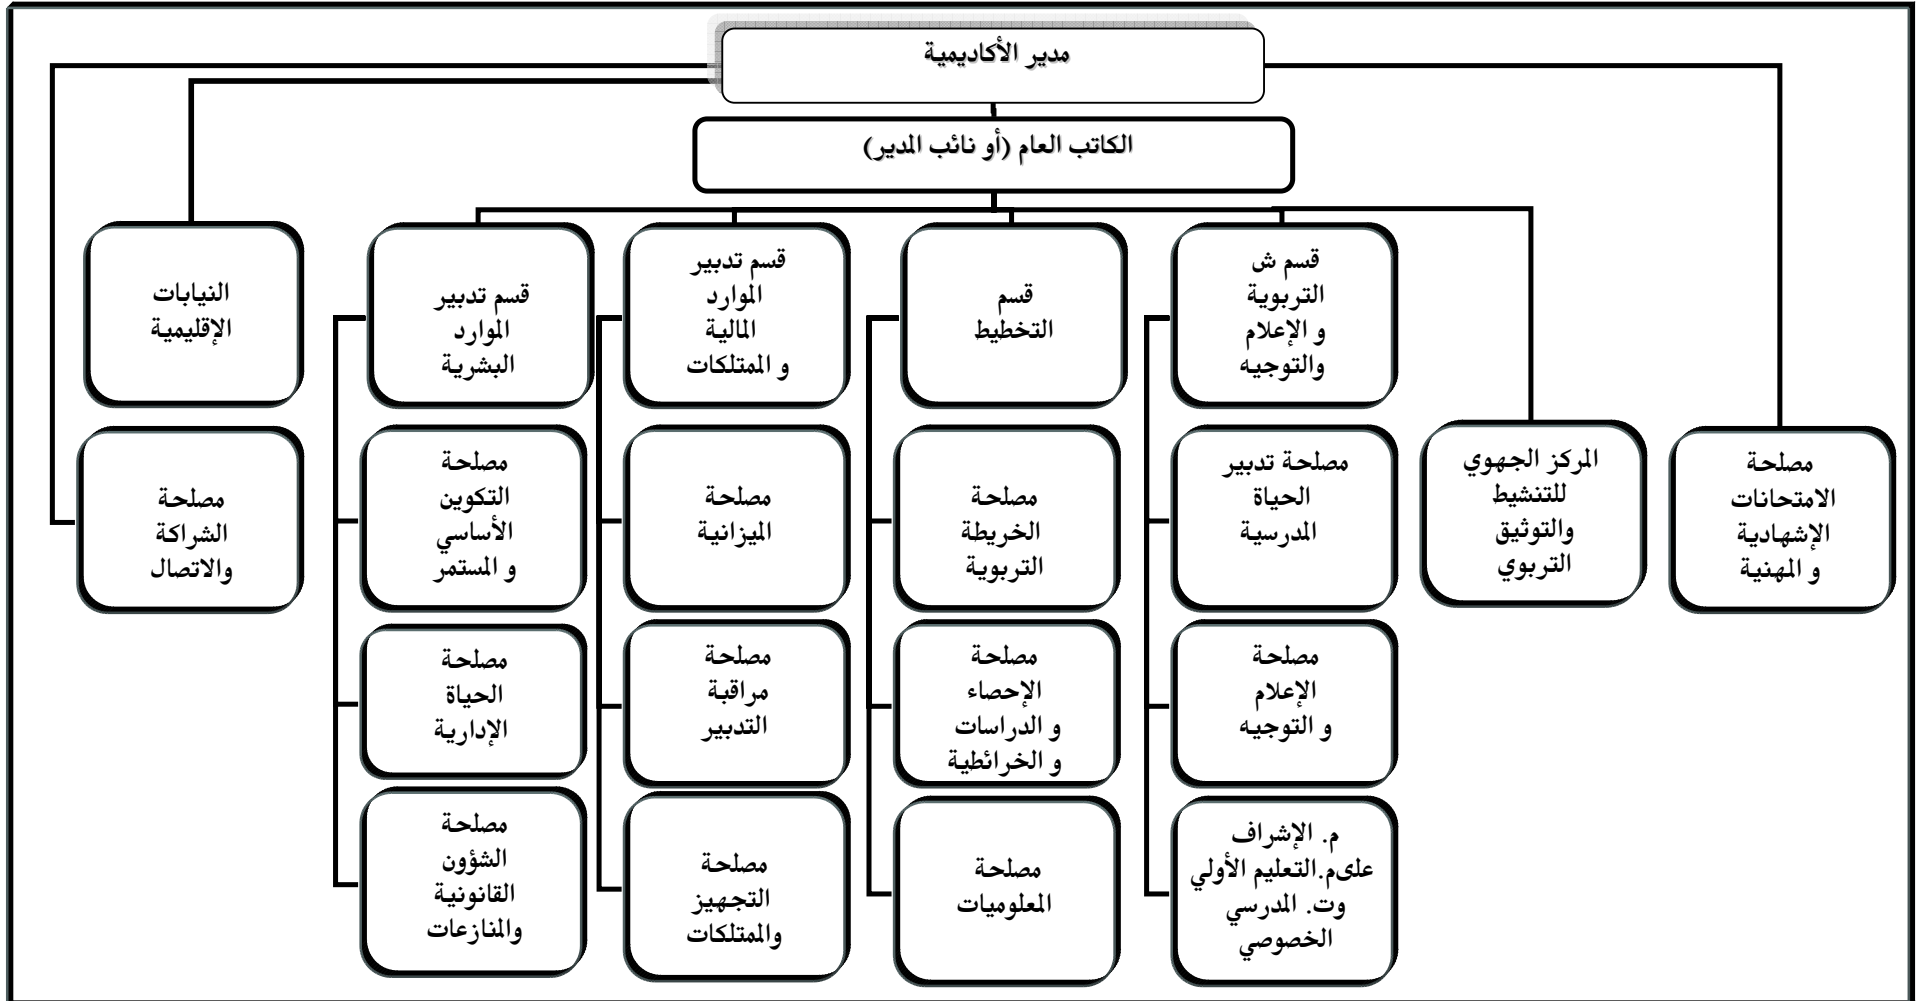 مدير الأكاديمية
الكاتب العام (أو نائب المدير)
قسم ش
التربوية
و الإعلام
والتوجيه
قسم
التخطيط
قسم تدبير
الموارد
المالية
و الممتلكات
قسم تدبير
الموارد
البشرية
النيابات
الإقليمية
مصلحة
الامتحانات
الإشهادية
و المهنية
المركز الجهوي
للتنشيط
والتوثيق
التربوي
مصلحة تدبير
الحياة
المدرسية
مصلحة
الخريطة
التربوية
مصلحة
الميزانية
مصلحة
التكوين
الأساسي
و المستمر
مصلحة
الشراكة
والاتصال
مصلحة
الإعلام
و التوجيه
مصلحة
الإحصاء
و الدراسات
و الخرائطية
مصلحة
مراقبة
التدبير
مصلحة
الحياة
الإدارية
م. الإشراف
على‌م.التعليم الأولي
وت. المدرسي
الخصوصي
مصلحة
المعلوميات
مصلحة
التجهيز
والممتلكات
مصلحة
الشؤون
القانونية
والمنازعات